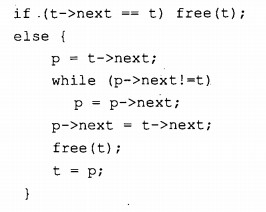 if (t->next == t) free(t);
else {
p = t->next;
while (p->next!=t)
p = p->next;
p->next = t->next;
free(t);
t = p;
}